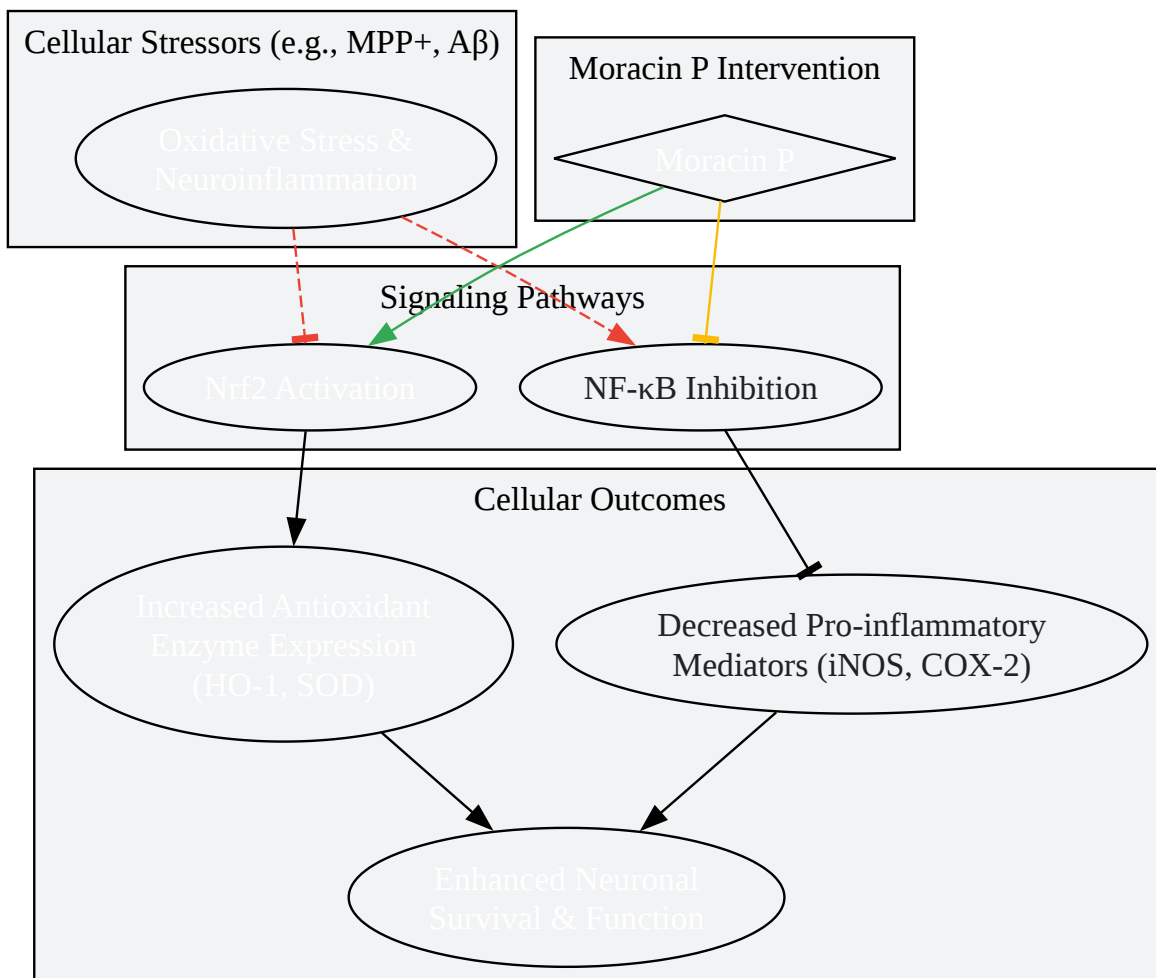 Cellular Stressors (e.g., MPP+, Aβ)
Oxidative Stress &
Neuroinflammation
Moracin P Intervention
Moracin P
Signaling Pathways
Nrf2 Activation
NF-κB Inhibition
Cellular Outcomes
Increased Antioxidant
Enzyme Expression
(HO-1, SOD)
Decreased Pro-inflammatory
Mediators (iNOS, COX-2)
Enhanced Neuronal
Survival & Function